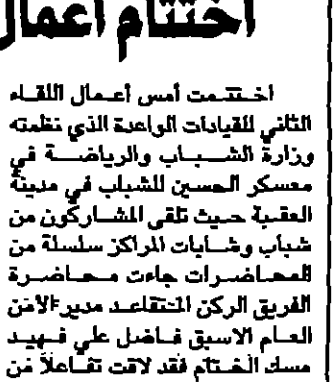 اختتام أعمال
اختتمت أمس أعمال اللقاء
الثاني للقيادات الواعدة الذي نظمته
وزارة الشباب والرياضة في
معسكر الحسين للشباب في مدينة
العقبة حيث تلقى المشاركون من
شباب وشابات المراكز سلسلة من
المحاضرات جاءت محاضرة
الفريق الركن المتقاعد مدير الأمن
العام الاسبق فاضل علي فهيد
مسك الختام فقد لاقت تفاعلاً من